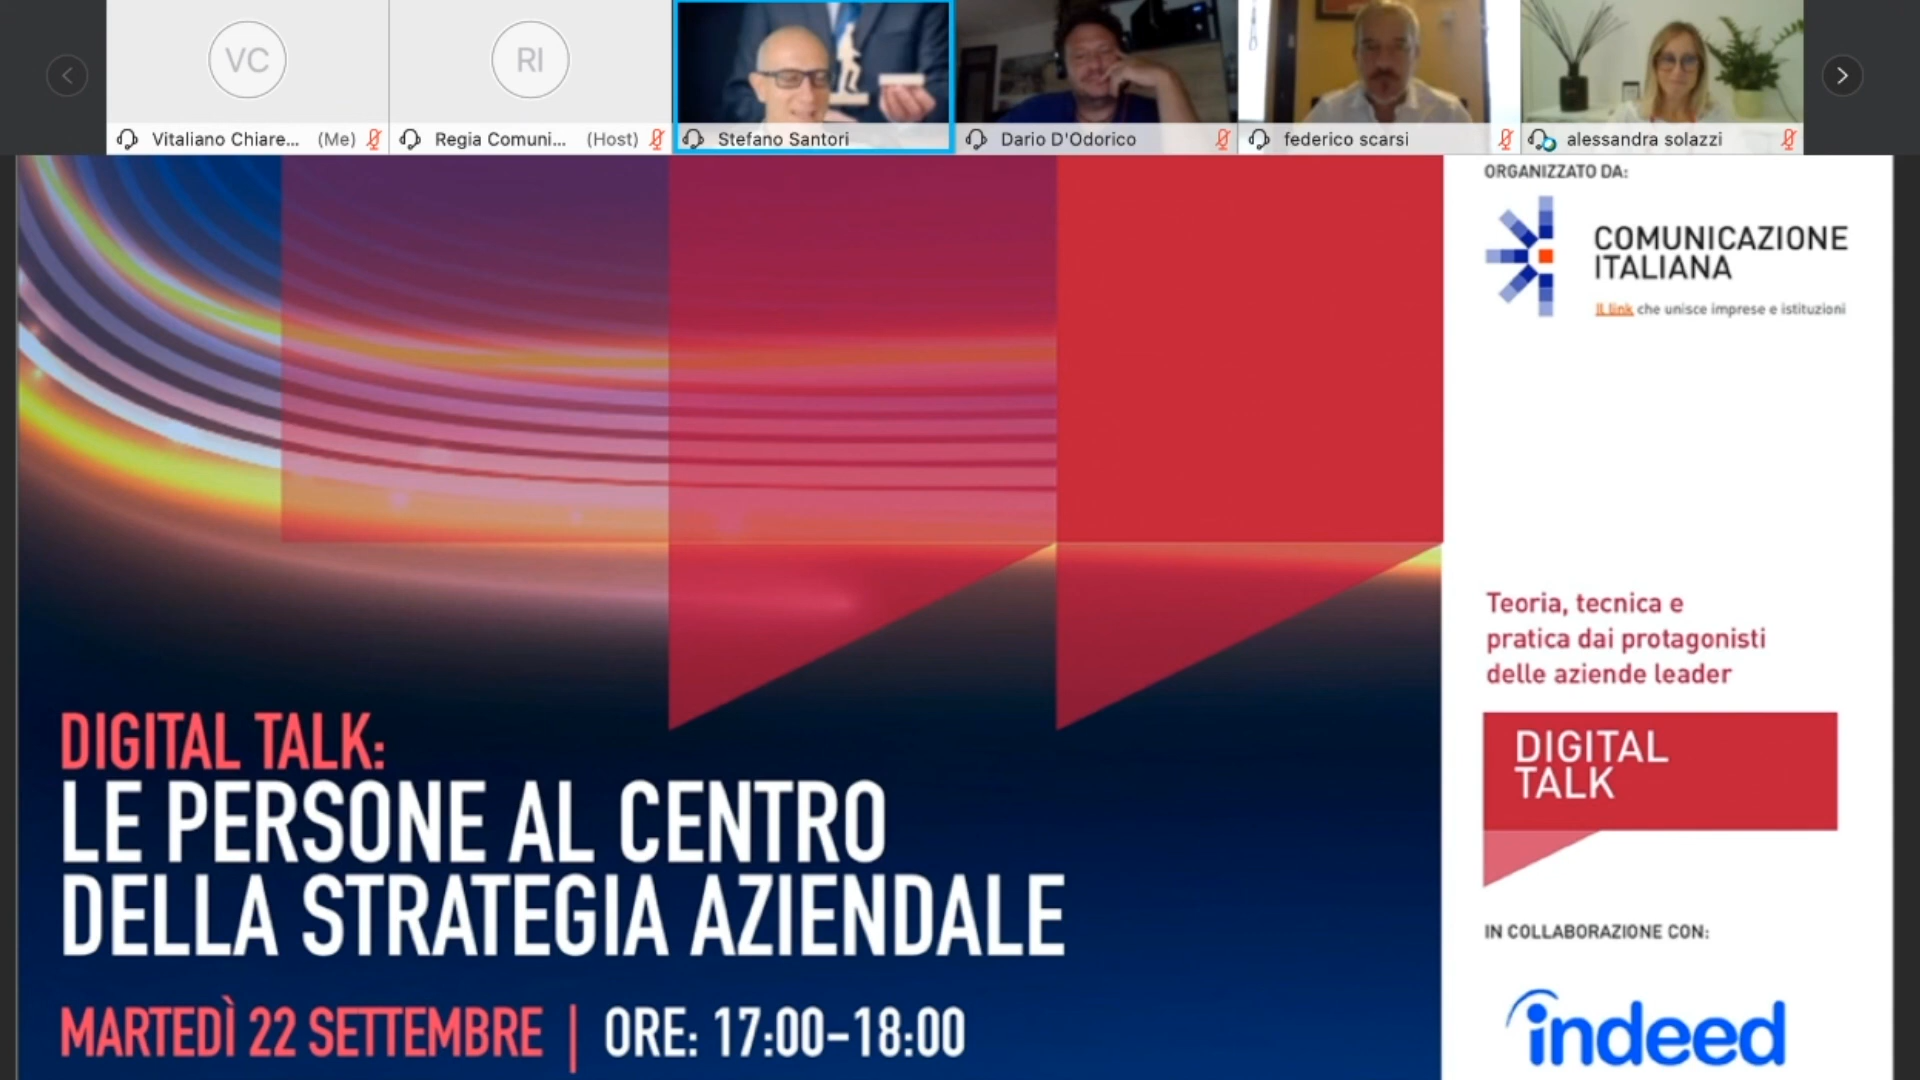 VC
RI
Vitaliano Chiare... (Me)
Regia Comuni... (Host)
Stefano Santori
Dario D'Odorico
federico scarsi
alessandra solazzi
ORGANIZZATO DA:
COMUNICAZIONE
ITALIANA
IL link che unisce imprese e istituzioni
Teoria, tecnica e
pratica dai protagonisti
delle aziende leader
DIGITAL
TALK
IN COLLABORAZIONE CON:
indeed
DIGITAL TALK:
LE PERSONE AL CENTRO
DELLA STRATEGIA AZIENDALE
MARTEDÌ 22 SETTEMBRE | ORE: 17:00-18:00